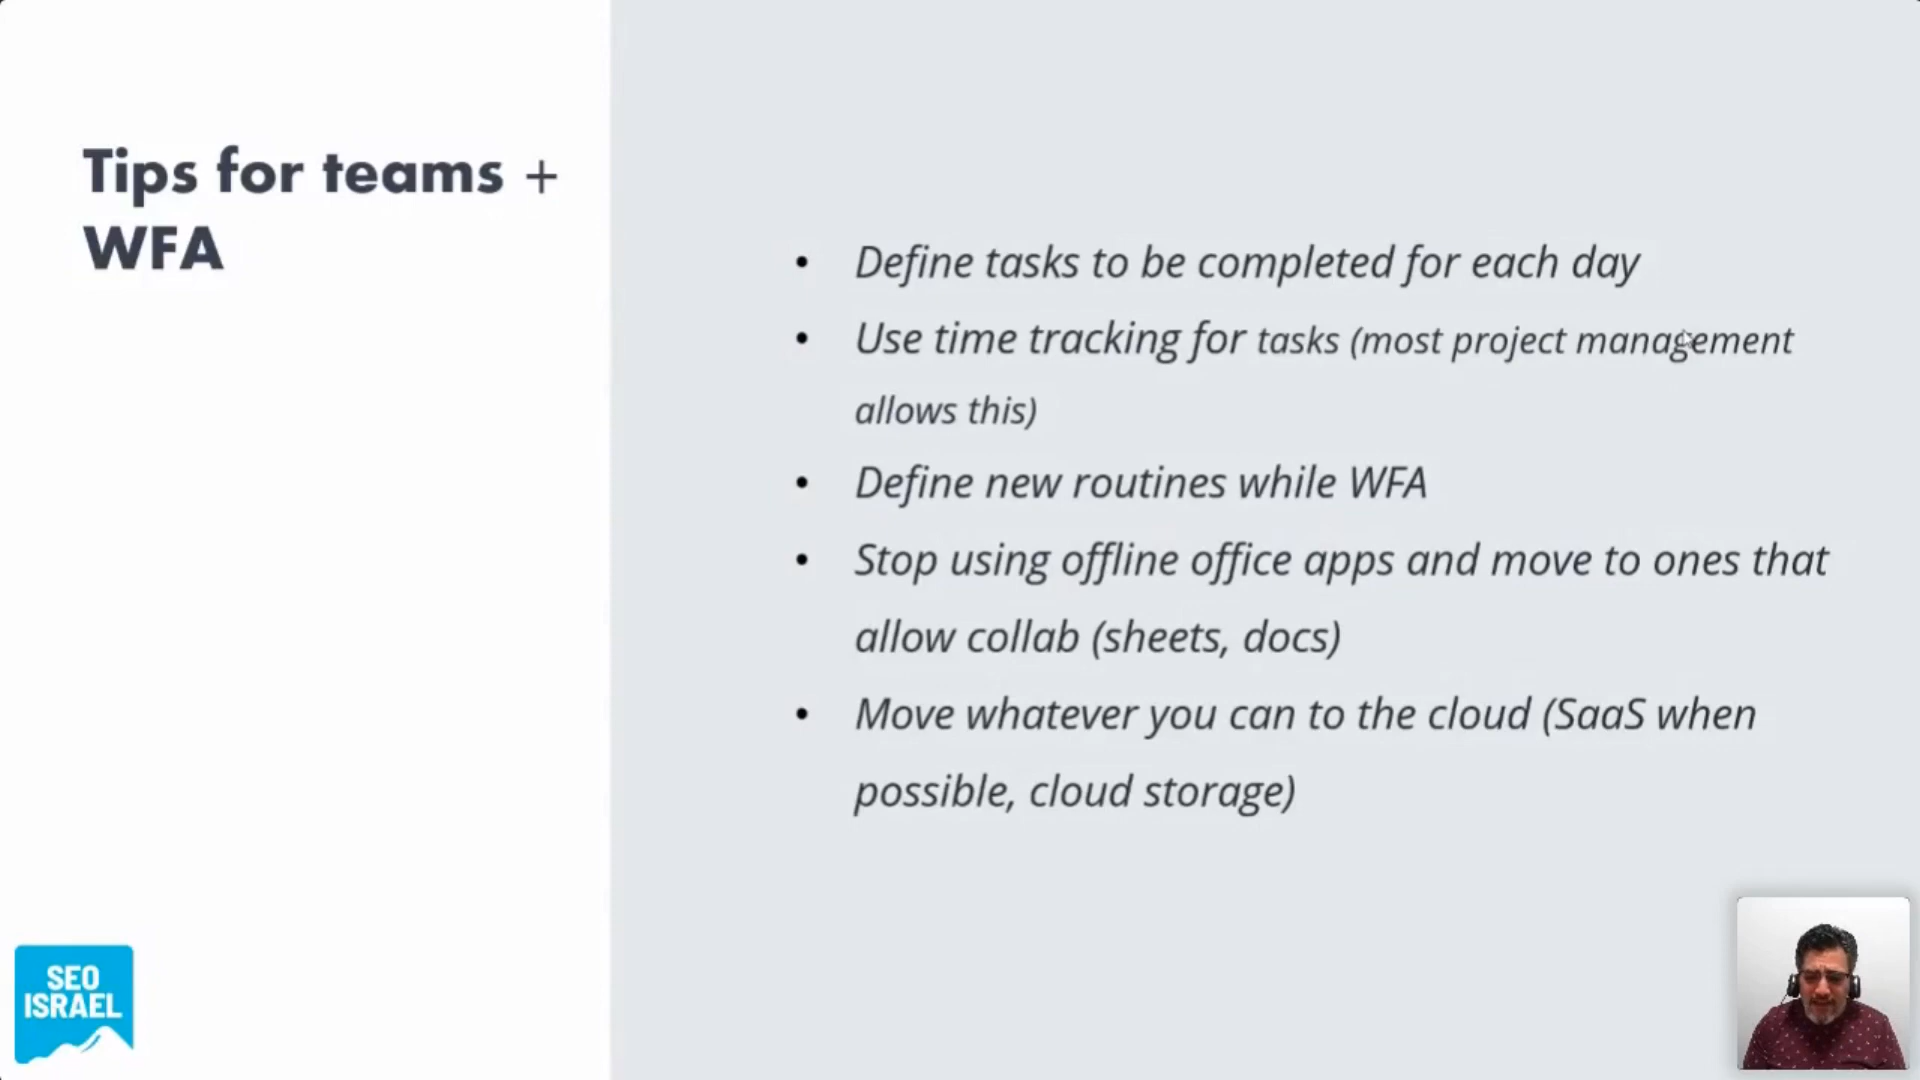 Tips for teams +
WFA
• Define tasks to be completed for each day
• Use time tracking for tasks (most project management
allows this)
• Define new routines while WFA
• Stop using offline office apps and move to ones that
allow collab (sheets, docs)
• Move whatever you can to the cloud (SaaS when
possible, cloud storage)
SEO
ISRAEL